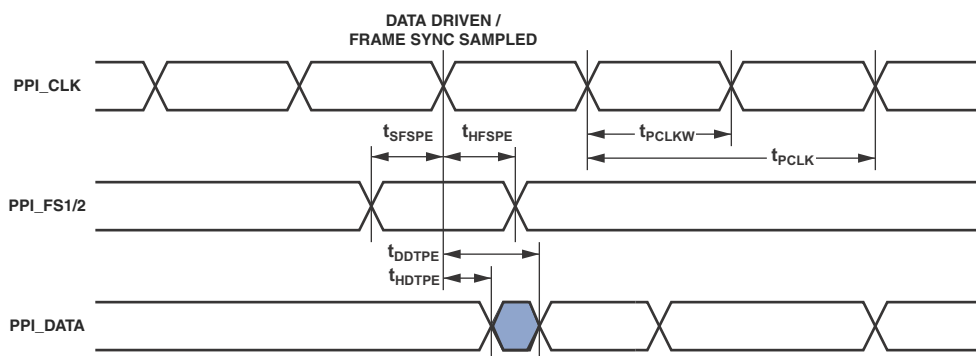 DATA DRIVEN /
FRAME SYNC SAMPLED
PPI_CLK
tSFSPE
tHFSPE
tPCLKW
tPCLK
PPI_FS1/2
tDDTPE
tHDTPE
PPI_DATA